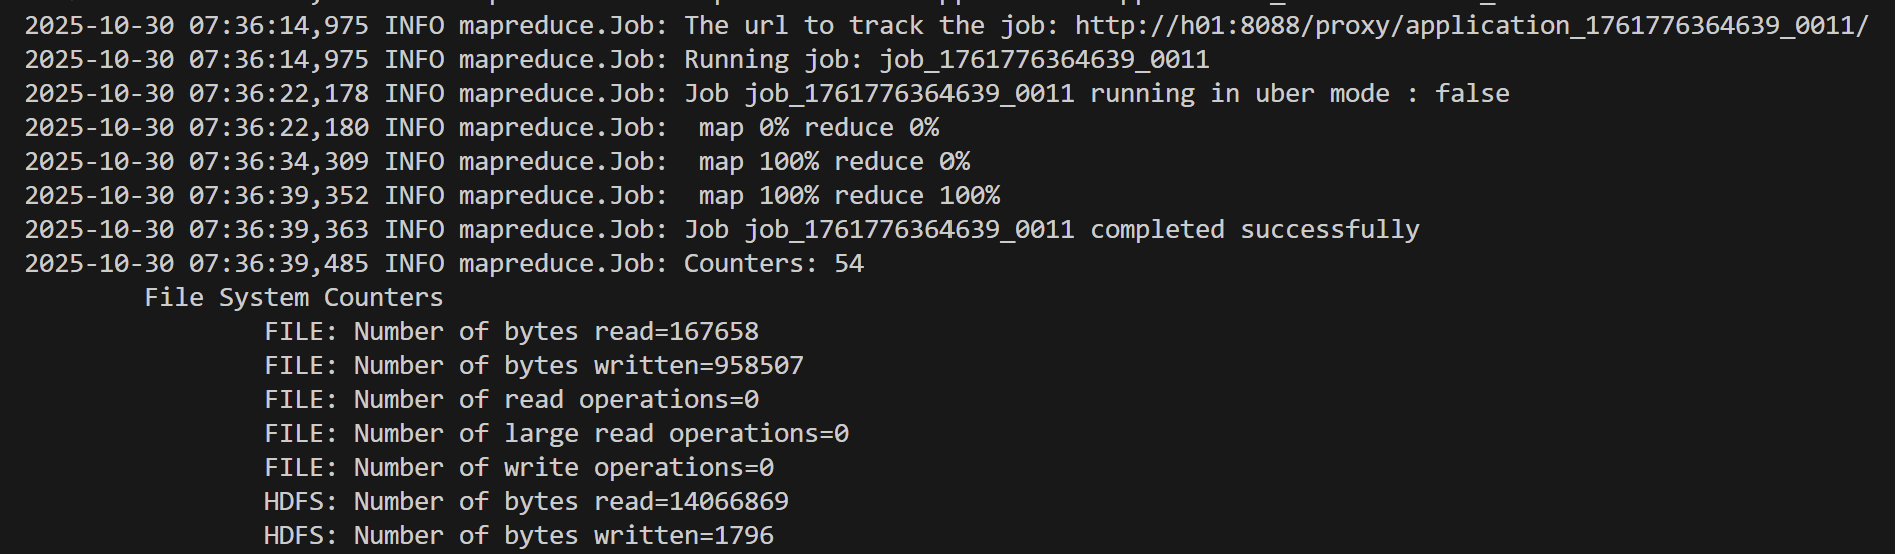 2025-10-30 07:36:14,975 INFO mapreduce.Job: The url to track the job: http://h01:8088/proxy/application_1761776364639_0011/
2025-10-30 07:36:14,975 INFO mapreduce.Job: Running job: job_1761776364639_0011
2025-10-30 07:36:22,178 INFO mapreduce.Job: Job job_1761776364639_0011 running in uber mode : false
2025-10-30 07:36:22,180 INFO mapreduce.Job:  map 0% reduce 0%
2025-10-30 07:36:34,309 INFO mapreduce.Job:  map 100% reduce 0%
2025-10-30 07:36:39,352 INFO mapreduce.Job:  map 100% reduce 100%
2025-10-30 07:36:39,363 INFO mapreduce.Job: Job job_1761776364639_0011 completed successfully
2025-10-30 07:36:39,485 INFO mapreduce.Job: Counters: 54
File System Counters
FILE: Number of bytes read=167658
FILE: Number of bytes written=958507
FILE: Number of read operations=0
FILE: Number of large read operations=0
FILE: Number of write operations=0
HDFS: Number of bytes read=14066869
HDFS: Number of bytes written=1796